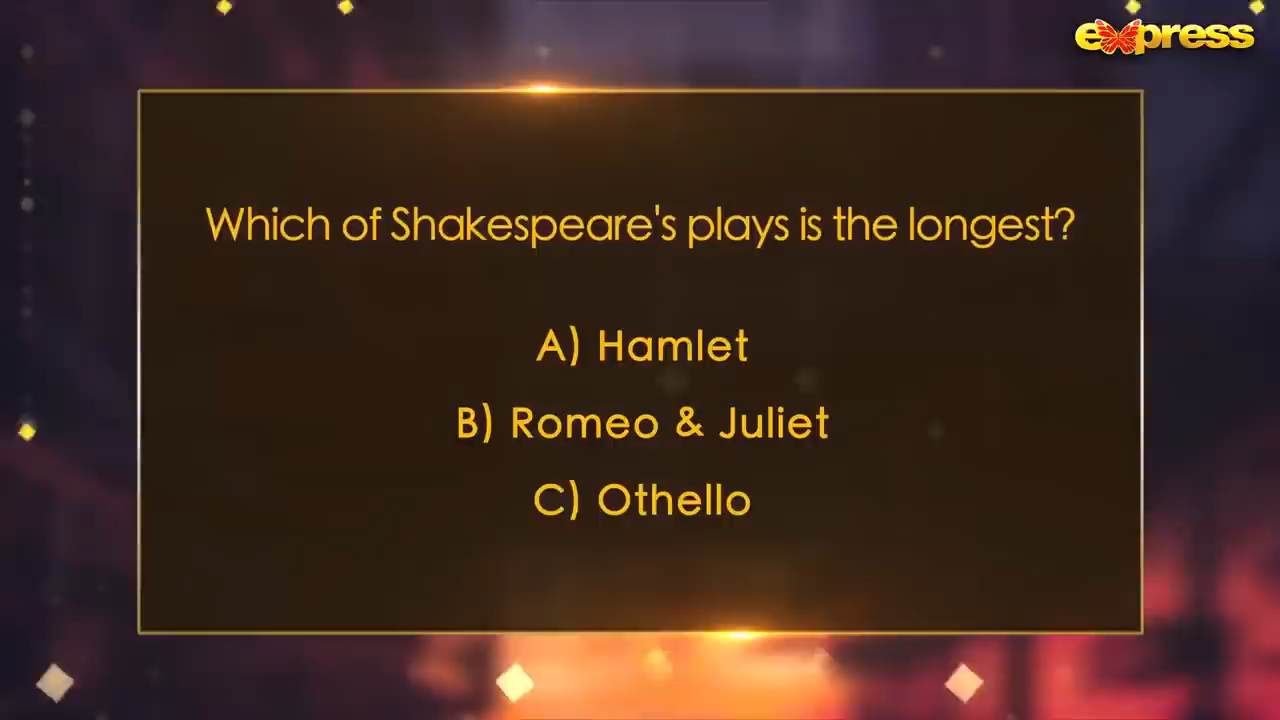 express
Which of Shakespeare's plays is the longest?
A) Hamlet
B) Romeo & Juliet
C) Othello